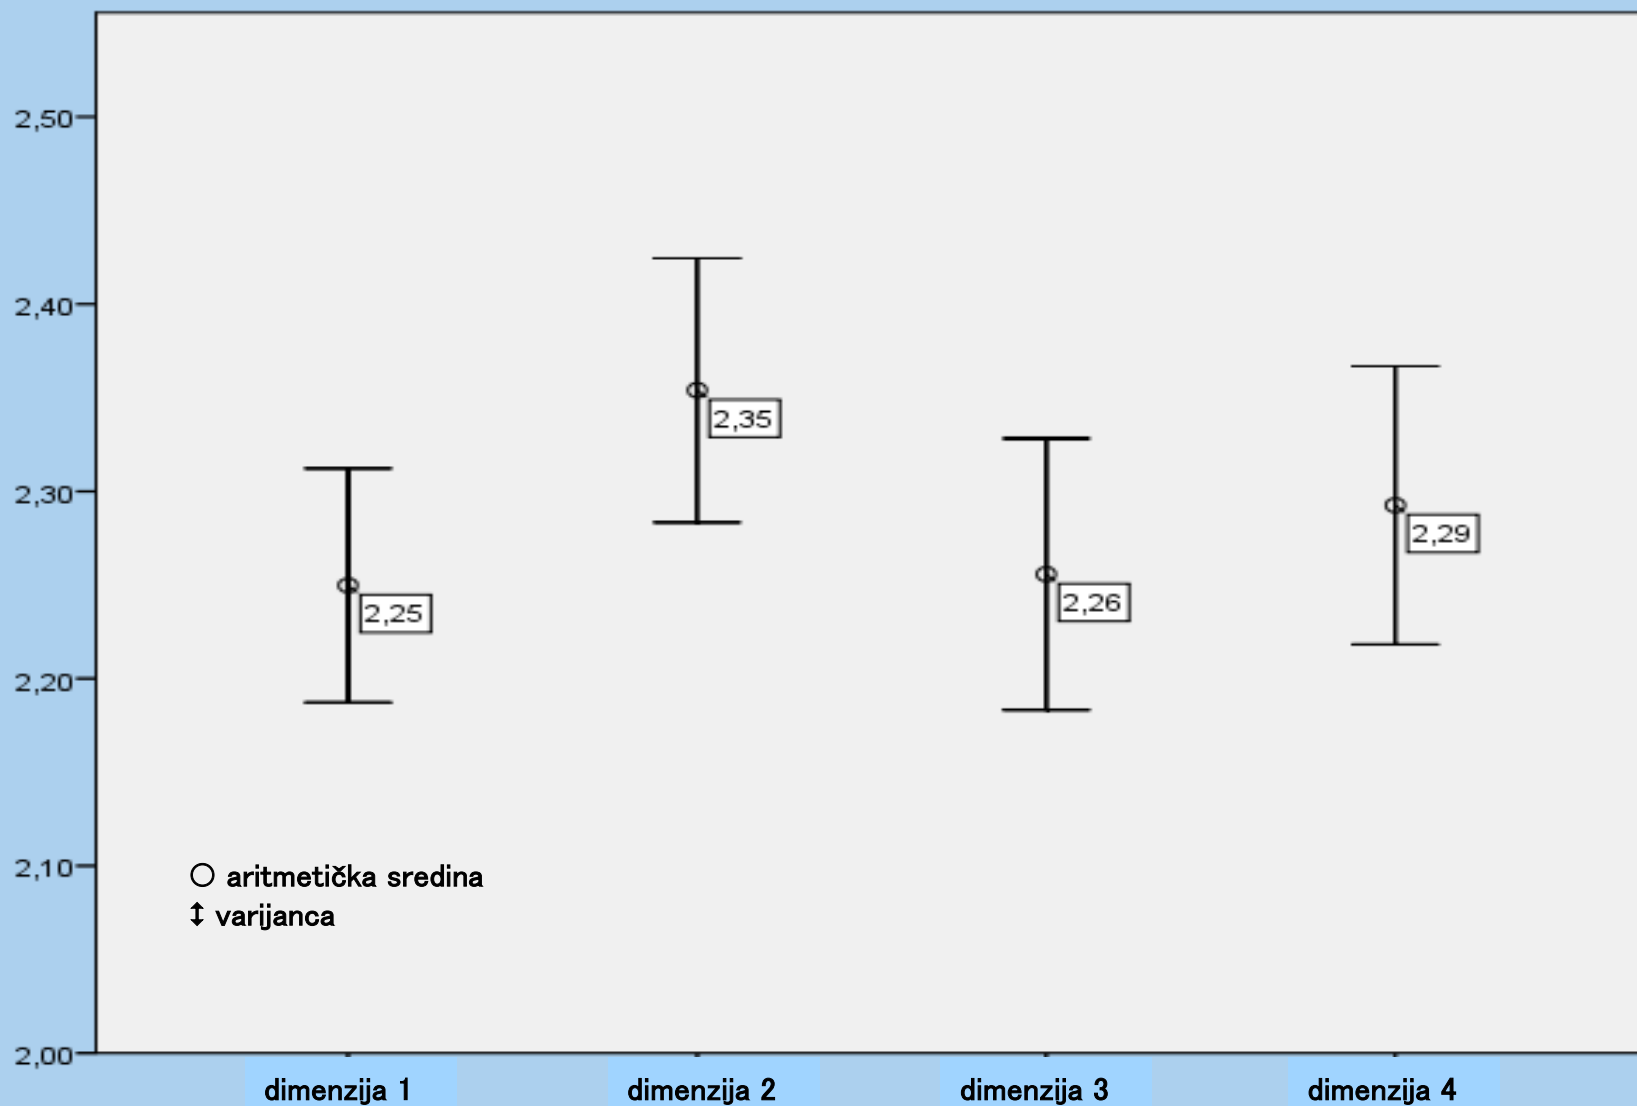 2,50
2,40
2,30
2,20
2,10
2,00
2,25
2,35
2,26
2,29
○ aritmetička sredina
↕ varijanca
dimenzija 1
dimenzija 2
dimenzija 3
dimenzija 4